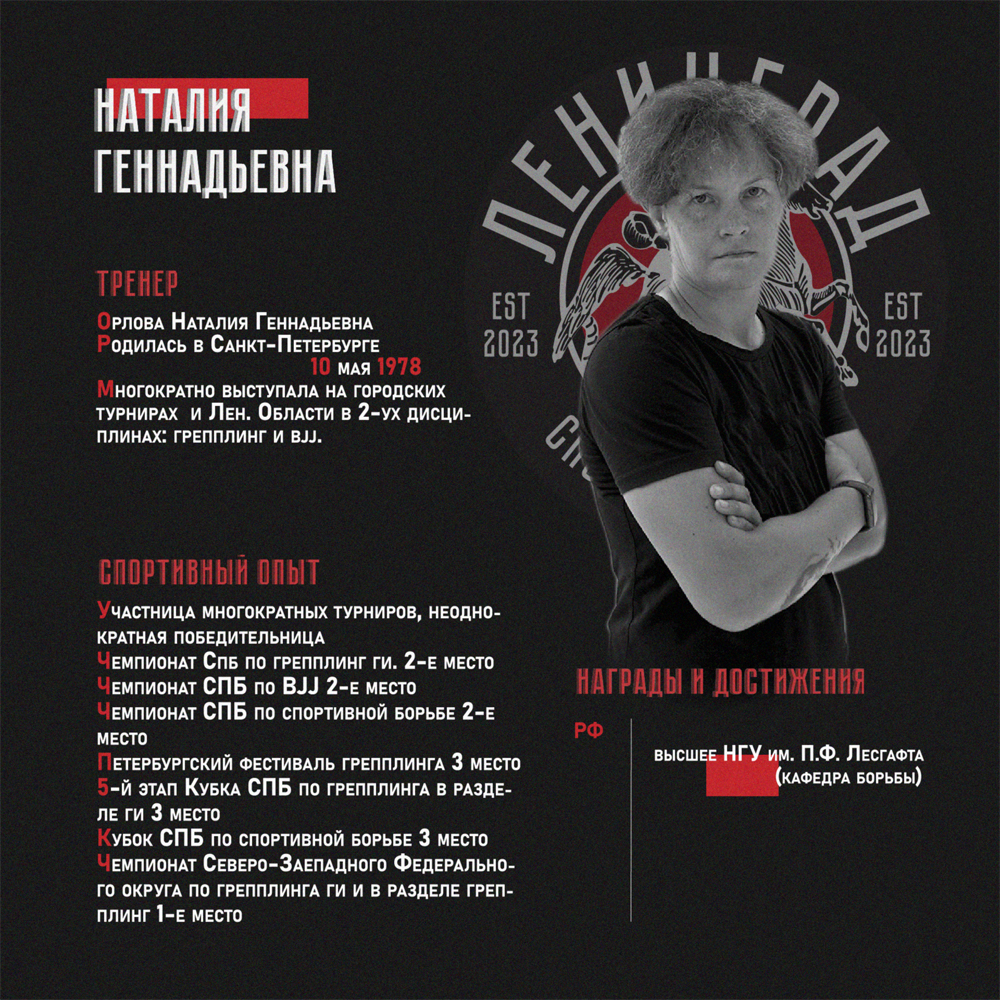 НАТАЛИЯ
ГЕННАДЬЕВНА
ЛЕНИНГРАД
EST
2023
EST
2023
ТРЕНЕР
Орлова Наталия Геннадьевна
Родилась в Санкт-Петербурге
10 мая 1978
Многократно выступала на городских
турнирах и Лен. Области в 2-ух дисци-
плинах: грепплинг и bjj.
СПОРТИВНЫЙ ОПЫТ
Участница многократных турниров, неодно-
кратная победительница
Чемпионат Спб по грепплинг ги. 2-е место
Чемпионат СПБ по BJJ 2-е место
Чемпионат СПБ по спортивной борьбе 2-е
место
Петербургский фестиваль грепплинга 3 место
5-й этап Кубка СПБ по грепплинга в разде-
ле ги 3 место
Кубок СПБ по спортивной борьбе 3 место
Чемпионат Северо-Заепадного Федерально-
го округа по грепплинга ги и в разделе греп-
плинг 1-е место
НАГРАДЫ И ДОСТИЖЕНИЯ
РФ
высшее НГУ им. П.Ф. Лесгафта
(кафедра борьбы)